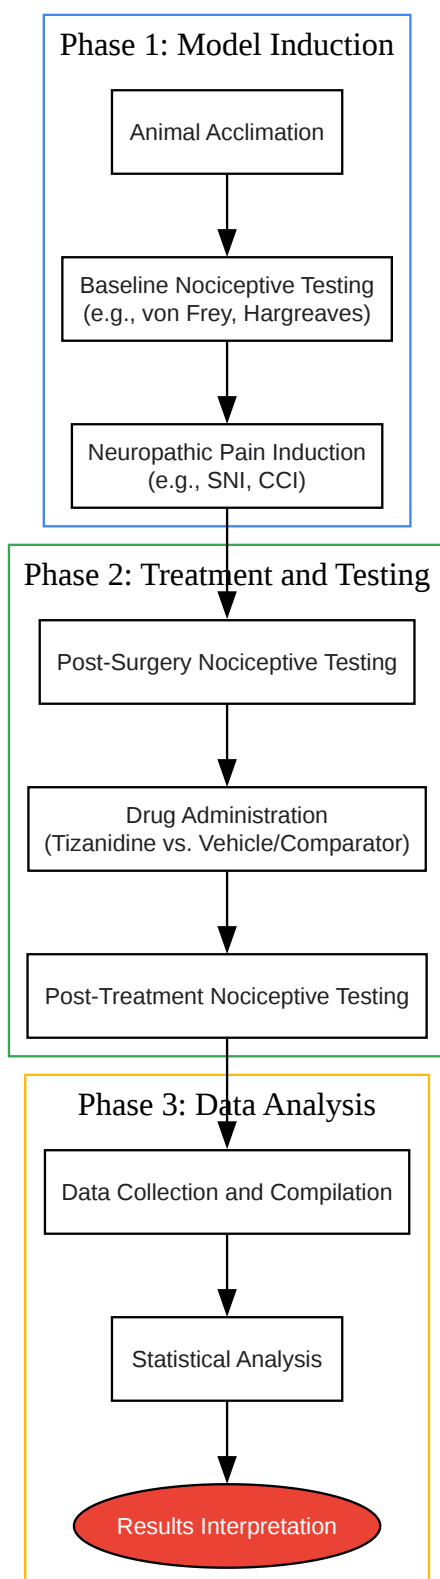 Phase 1: Model Induction
Animal Acclimation
Baseline Nociceptive Testing
(e.g., von Frey, Hargreaves)
Neuropathic Pain Induction
(e.g., SNI, CCI)
Phase 2: Treatment and Testing
Post-Surgery Nociceptive Testing
Drug Administration
(Tizanidine vs. Vehicle/Comparator)
Post-Treatment Nociceptive Testing
Phase 3: Data Analysis
Data Collection and Compilation
Statistical Analysis
Results Interpretation